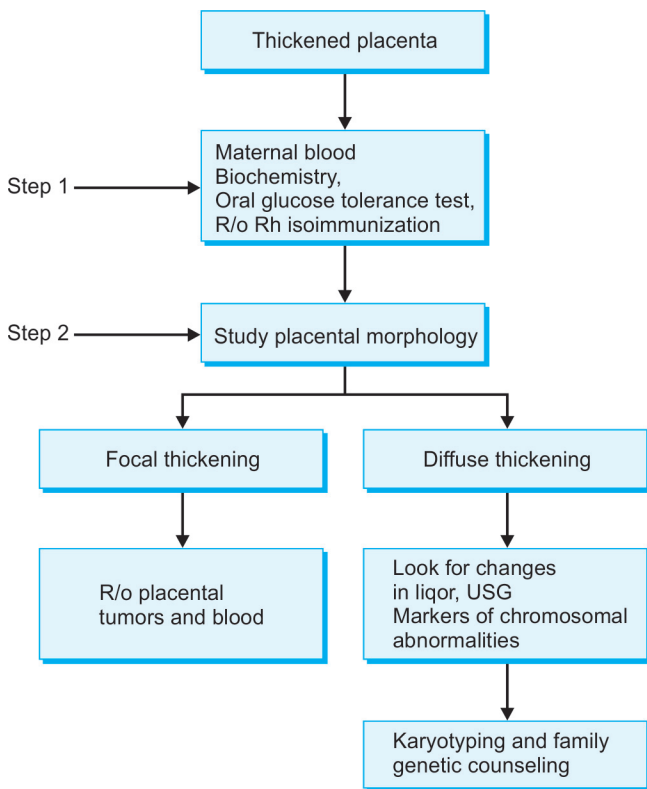 Thickened placenta
Step 1
Maternal blood
Biochemistry,
Oral glucose tolerance test,
R/o Rh isoimmunization
Step 2
Study placental morphology
Focal thickening
Diffuse thickening
R/o placental
tumors and blood
Look for changes
in liqor, USG
Markers of chromosomal
abnormalities
Karyotyping and family
genetic counseling